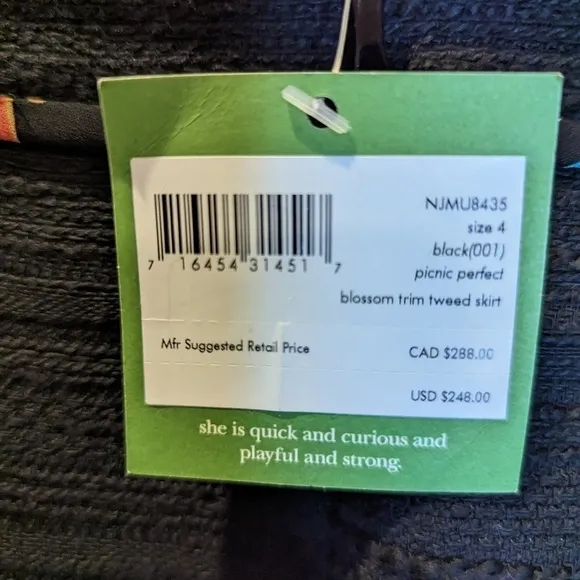 NJMU8435
size 4
black(001)
picnic perfect
blossom trim tweed skirt
7 16454 31451 7
Mfr Suggested Retail Price
CAD $288.00
USD $248.00
she is quick and curious and
playful and strong.